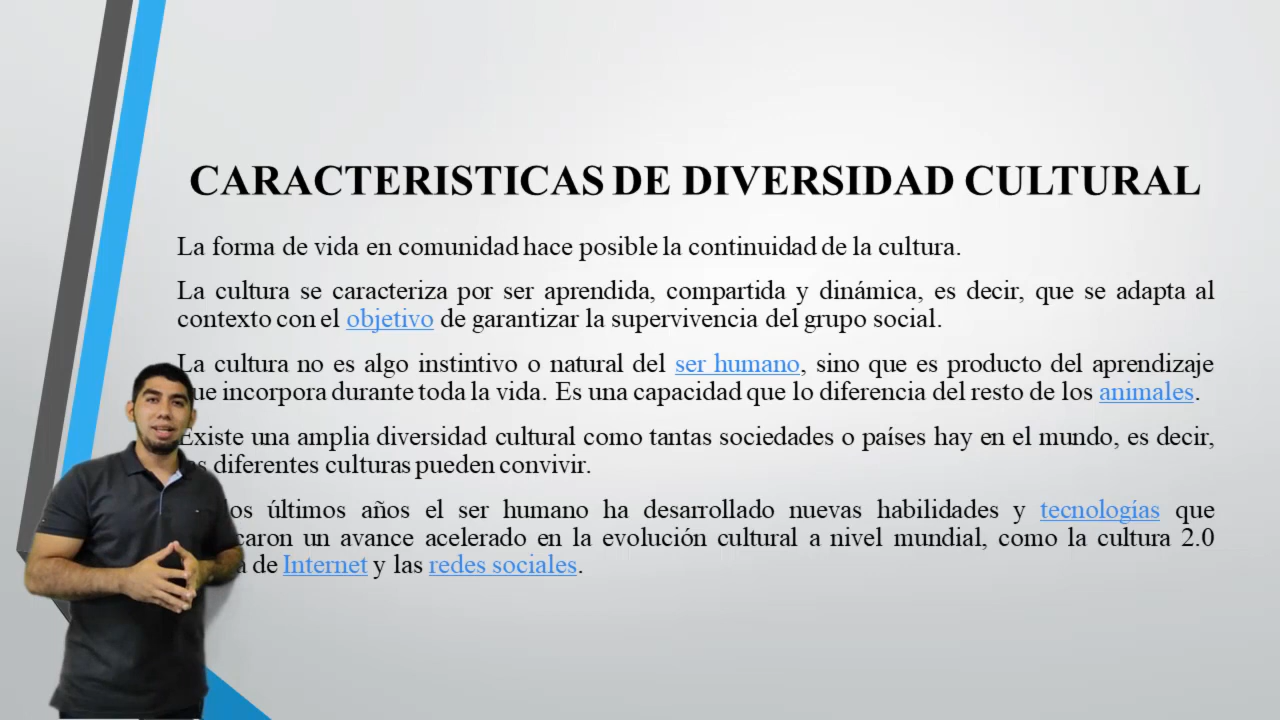 CARACTERISTICAS DE DIVERSIDAD CULTURAL
La forma de vida en comunidad hace posible la continuidad de la cultura.
La cultura se caracteriza por ser aprendida, compartida y dinámica, es decir, que se adapta al
contexto con el objetivo de garantizar la supervivencia del grupo social.
La cultura no es algo instintivo o natural del ser humano, sino que es producto del aprendizaje
que incorpora durante toda la vida. Es una capacidad que lo diferencia del resto de los animales.
Existe una amplia diversidad cultural como tantas sociedades o países hay en el mundo, es decir,
diferentes culturas pueden convivir.
últimos años el ser humano ha desarrollado nuevas habilidades y tecnologías que
un avance acelerado en la evolución cultural a nivel mundial, como la cultura 2.0
de Internet y las redes sociales.